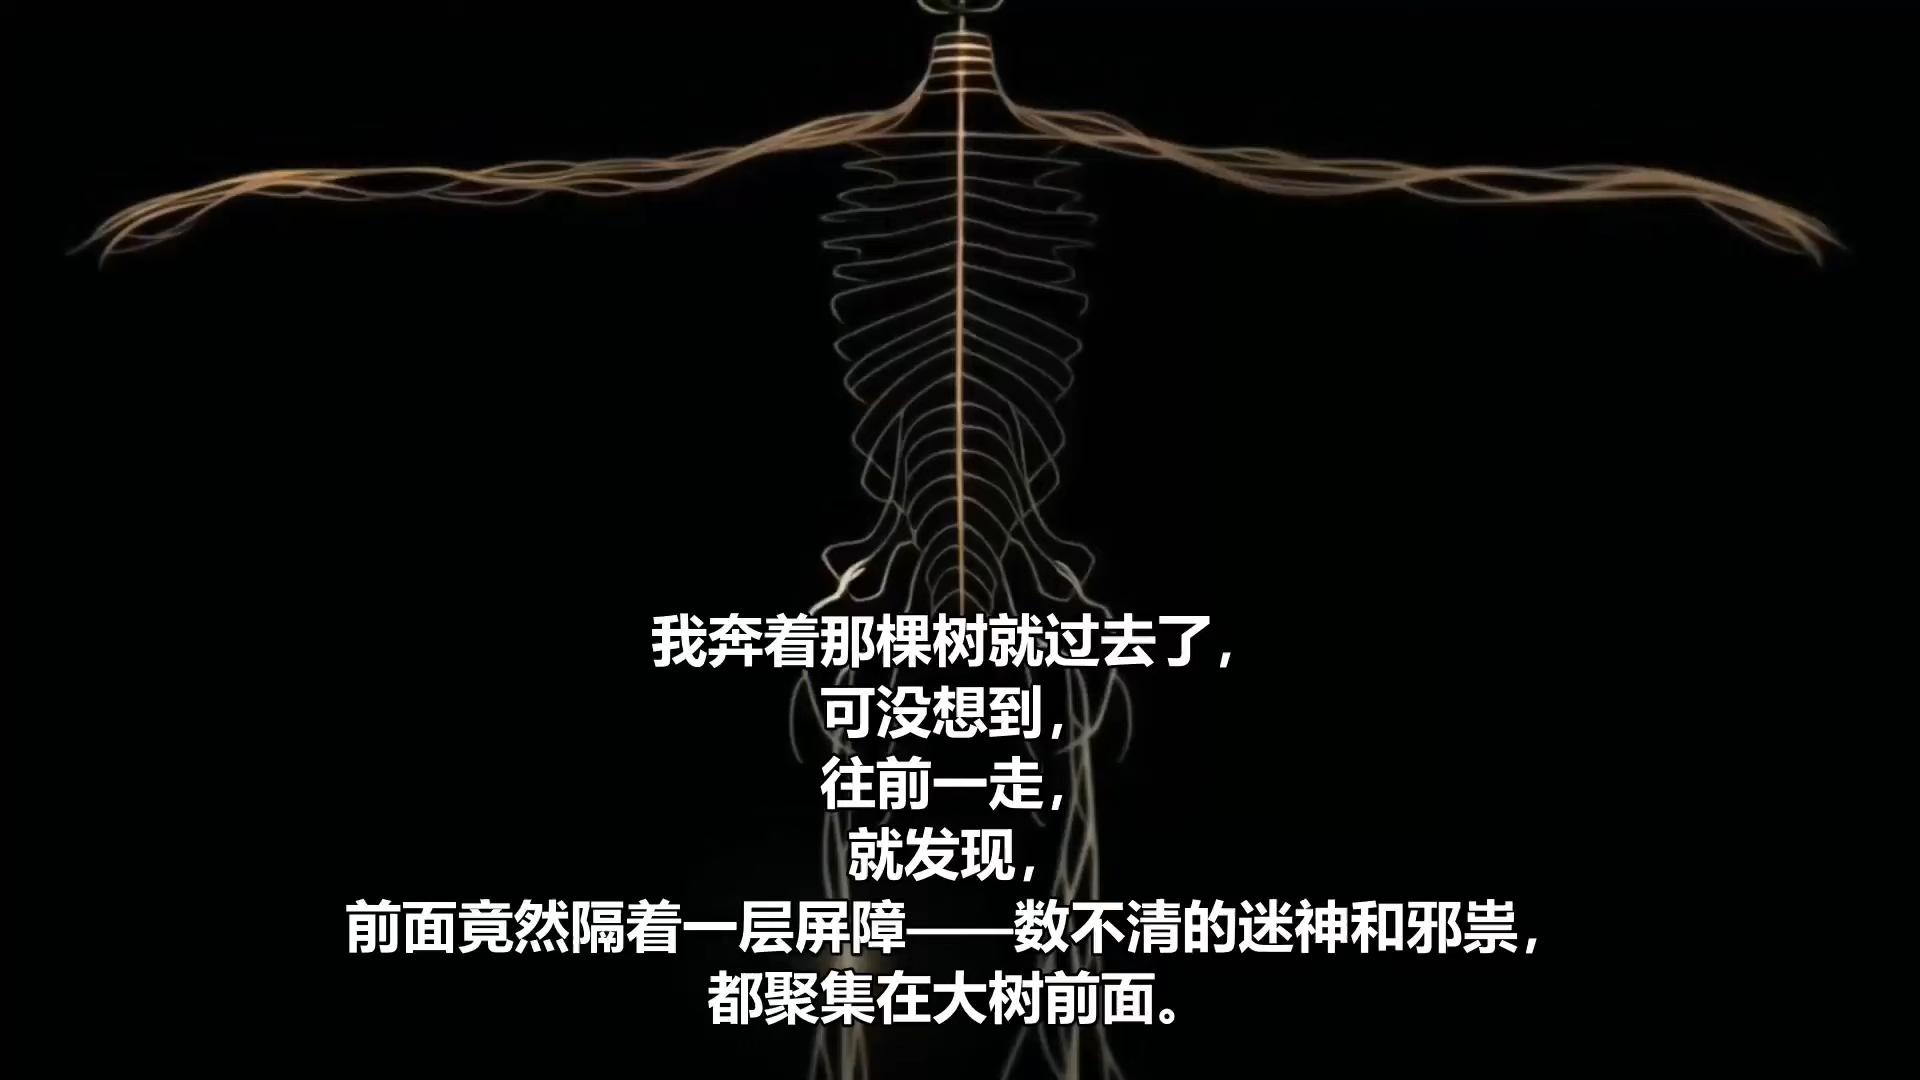 我奔着那棵树就过去了，
可没想到，
往前一走，
就发现，
前面竟然隔着一层屏障——数不清的迷神和邪祟，
都聚集在大树前面。